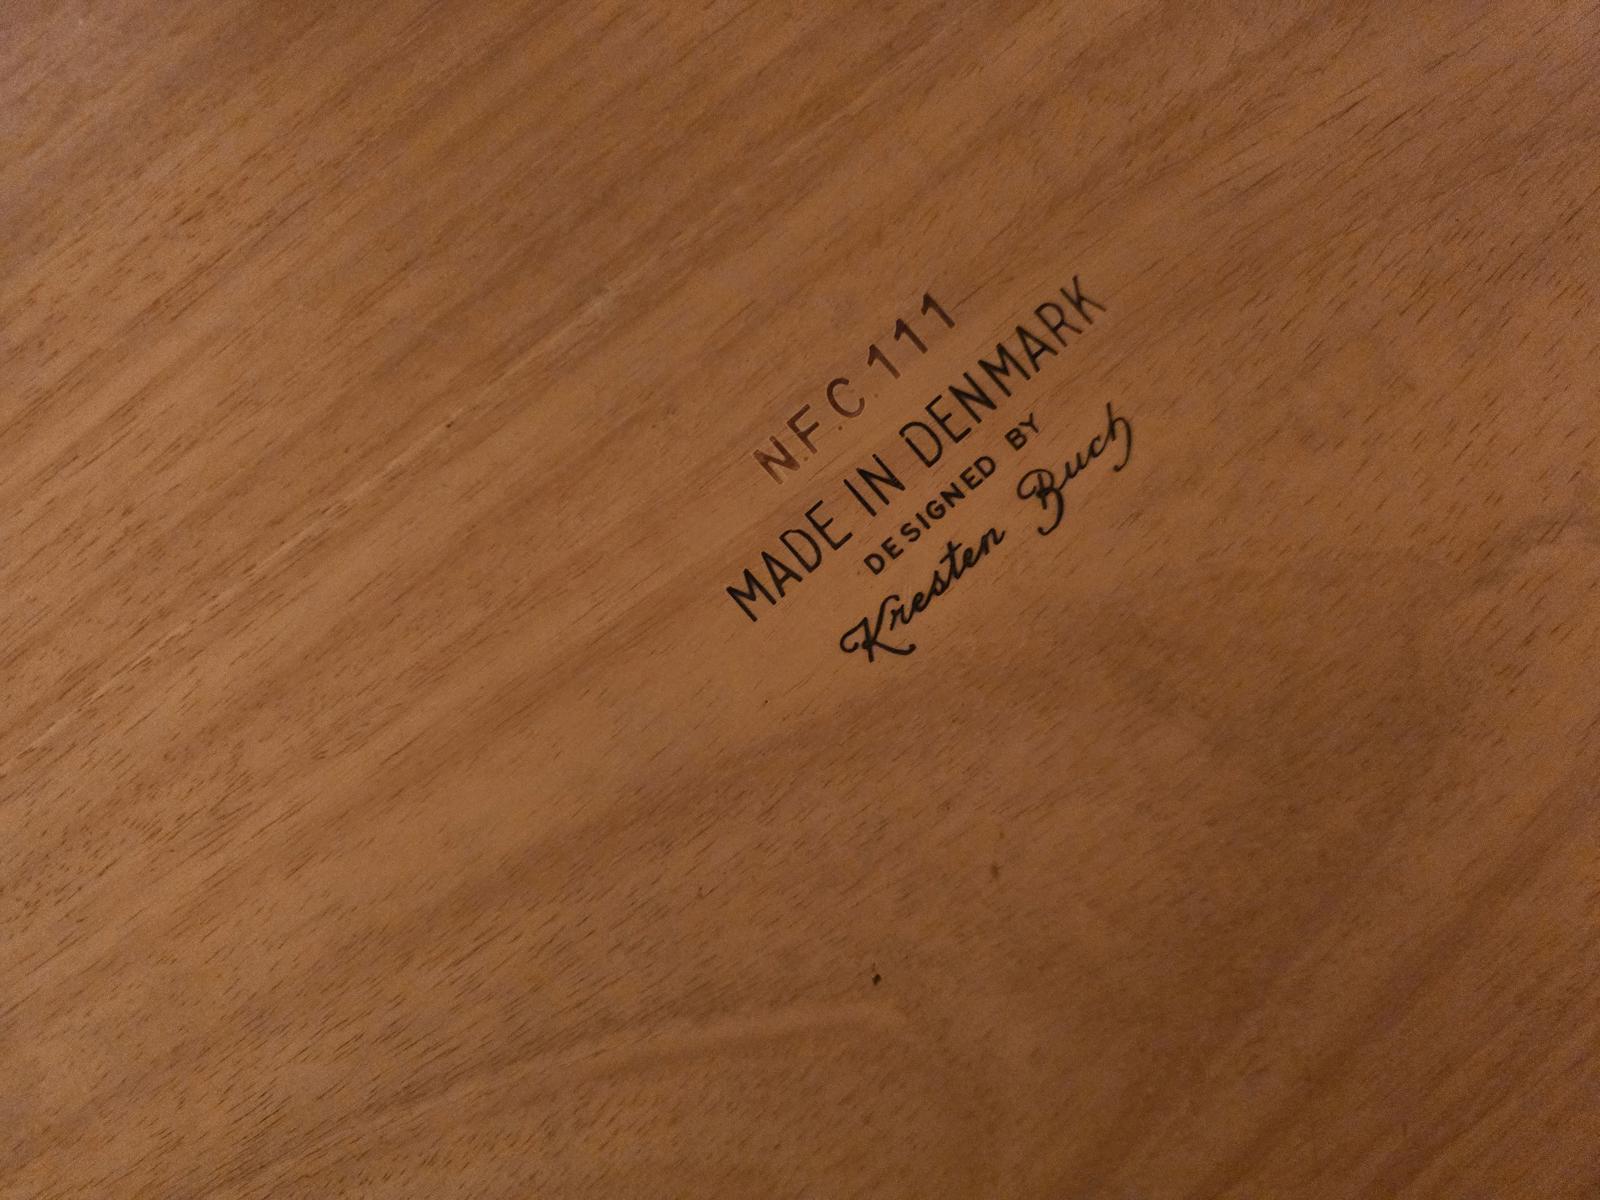 N.F.C. 111
MADE IN DENMARK
DESIGNED BY
Kresten Buch